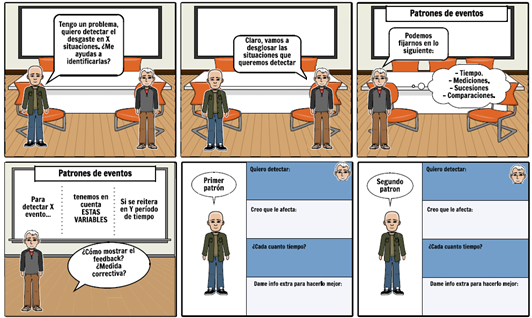 Tengo un problema,
quiero detectar el
desgaste en X
situaciones, ¿Me
ayudas a
identificarlas?
Claro, vamos a
desglosar las
situaciones que
queremos detectar
Patrones de eventos
Podemos
fijarnos en lo
siguiente:
- Tiempo.
- Mediciones.
- Sucesiones
- Comparaciones.
Patrones de eventos
Para
detectar X
evento...
tenemos en
cuenta
ESTAS
VARIABLES
Si se reitera
en Y período
de tiempo
¿Cómo mostrar el
feedback?
¿Medida
correctiva?
Primer
patrón
Quiero detectar:
Creo que le afecta:
¿Cada cuanto tiempo?
Dame info extra para hacerlo mejor:
Segundo
patron
Quiero detectar:
Creo que le afecta:
¿Cada cuanto tiempo?
Dame info extra para hacerlo mejor: